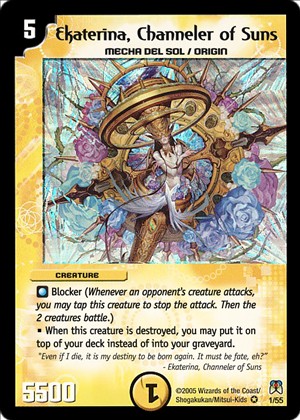 5 Ekaterina, Channeler of Suns
MECHA DEL SOL / ORIGIN
CREATURE
Blocker (Whenever an opponent's creature attacks,
you may tap this creature to stop the attack. Then the
2 creatures battle.)
▪ When this creature is destroyed, you may put it on
top of your deck instead of into your graveyard.
"Even if I die, it is my destiny to be born again. It must be fate, eh?"
- Ekaterina, Channeler of Suns
5500
1
©2005 Wizards of the Coast/
Shogakukan/Mitsui-Kids ✪ 1/55